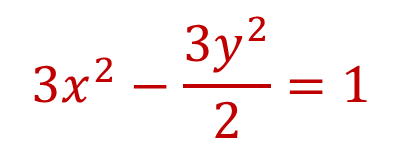 3x² − 3y²/2 = 1